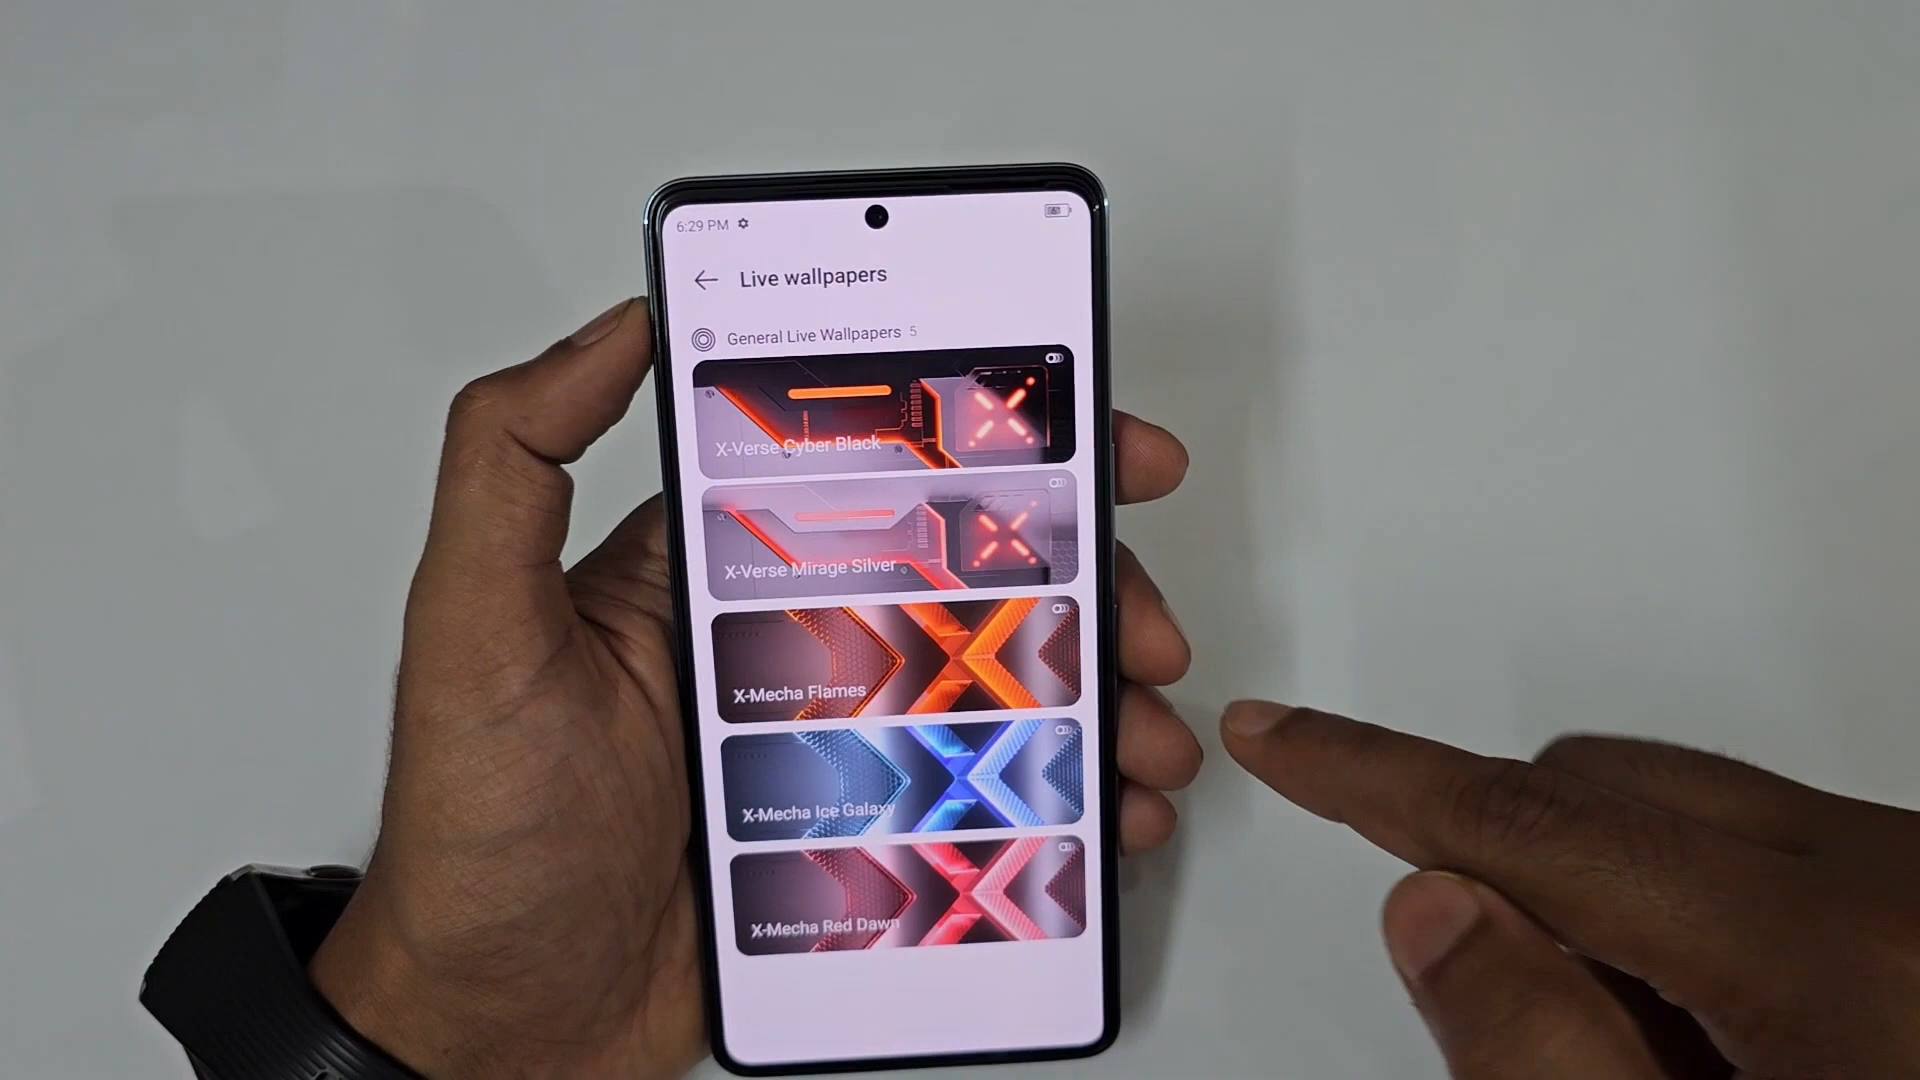 6:29 PM
Live wallpapers
General Live Wallpapers 5
X-Verse Cyber Black
X-Verse Mirage Silver
X-Mecha Flames
X-Mecha Ice Galaxy
X-Mecha Red Dawn